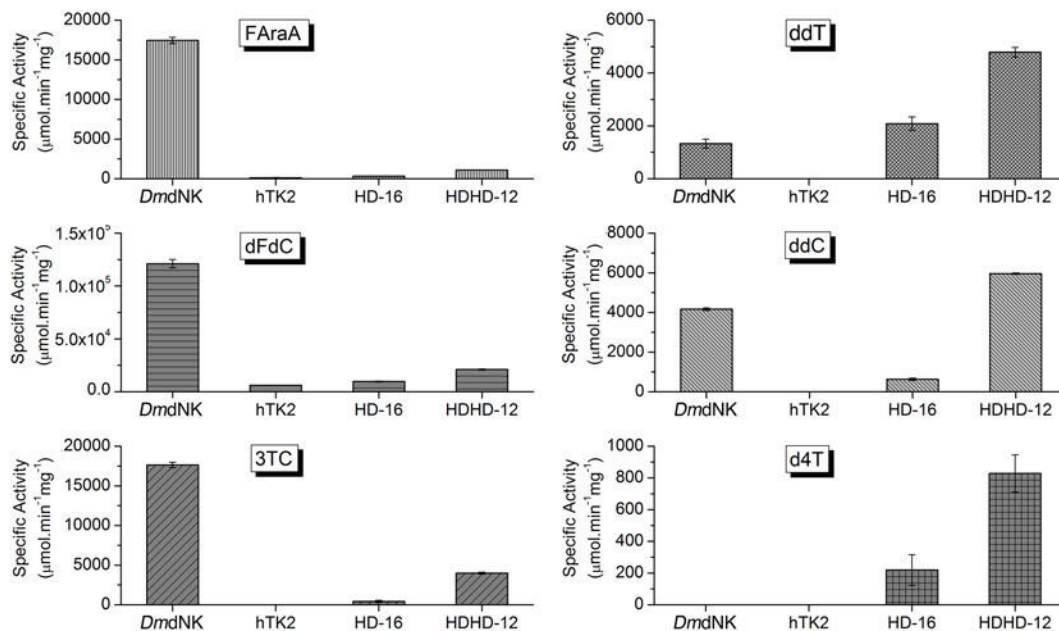 FAraA
Specific Activity
(μmol.min⁻¹mg⁻¹)
20000
15000
10000
5000
0
DmdNK hTK2 HD-16 HDHD-12
ddT
Specific Activity
(μmol.min⁻¹mg⁻¹)
6000
4000
2000
0
DmdNK hTK2 HD-16 HDHD-12
dFdC
Specific Activity
(μmol.min⁻¹mg⁻¹)
1.5x10⁵
1.0x10⁵
5.0x10⁴
0.0
DmdNK hTK2 HD-16 HDHD-12
ddC
Specific Activity
(μmol.min⁻¹mg⁻¹)
8000
6000
4000
2000
0
DmdNK hTK2 HD-16 HDHD-12
3TC
Specific Activity
(μmol.min⁻¹mg⁻¹)
20000
15000
10000
5000
0
DmdNK hTK2 HD-16 HDHD-12
d4T
Specific Activity
(μmol.min⁻¹mg⁻¹)
1000
800
600
400
200
0
DmdNK hTK2 HD-16 HDHD-12